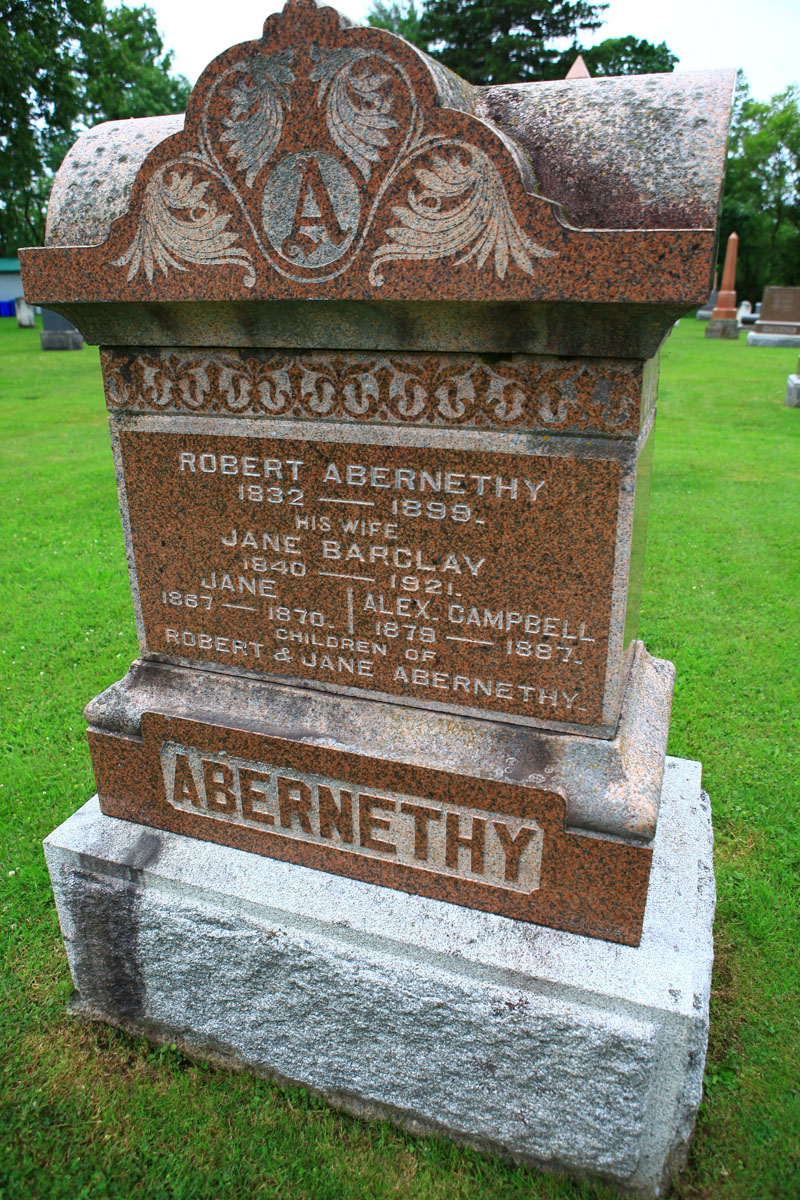 A
ROBERT ABERNETHY
1832 — 1899.
HIS WIFE
JANE BARCLAY
1840 — 1921.
JANE
1867 — 1870.
ALEX. CAMPBELL
1879 — 1887.
CHILDREN OF
ROBERT & JANE ABERNETHY.
ABERNETHY